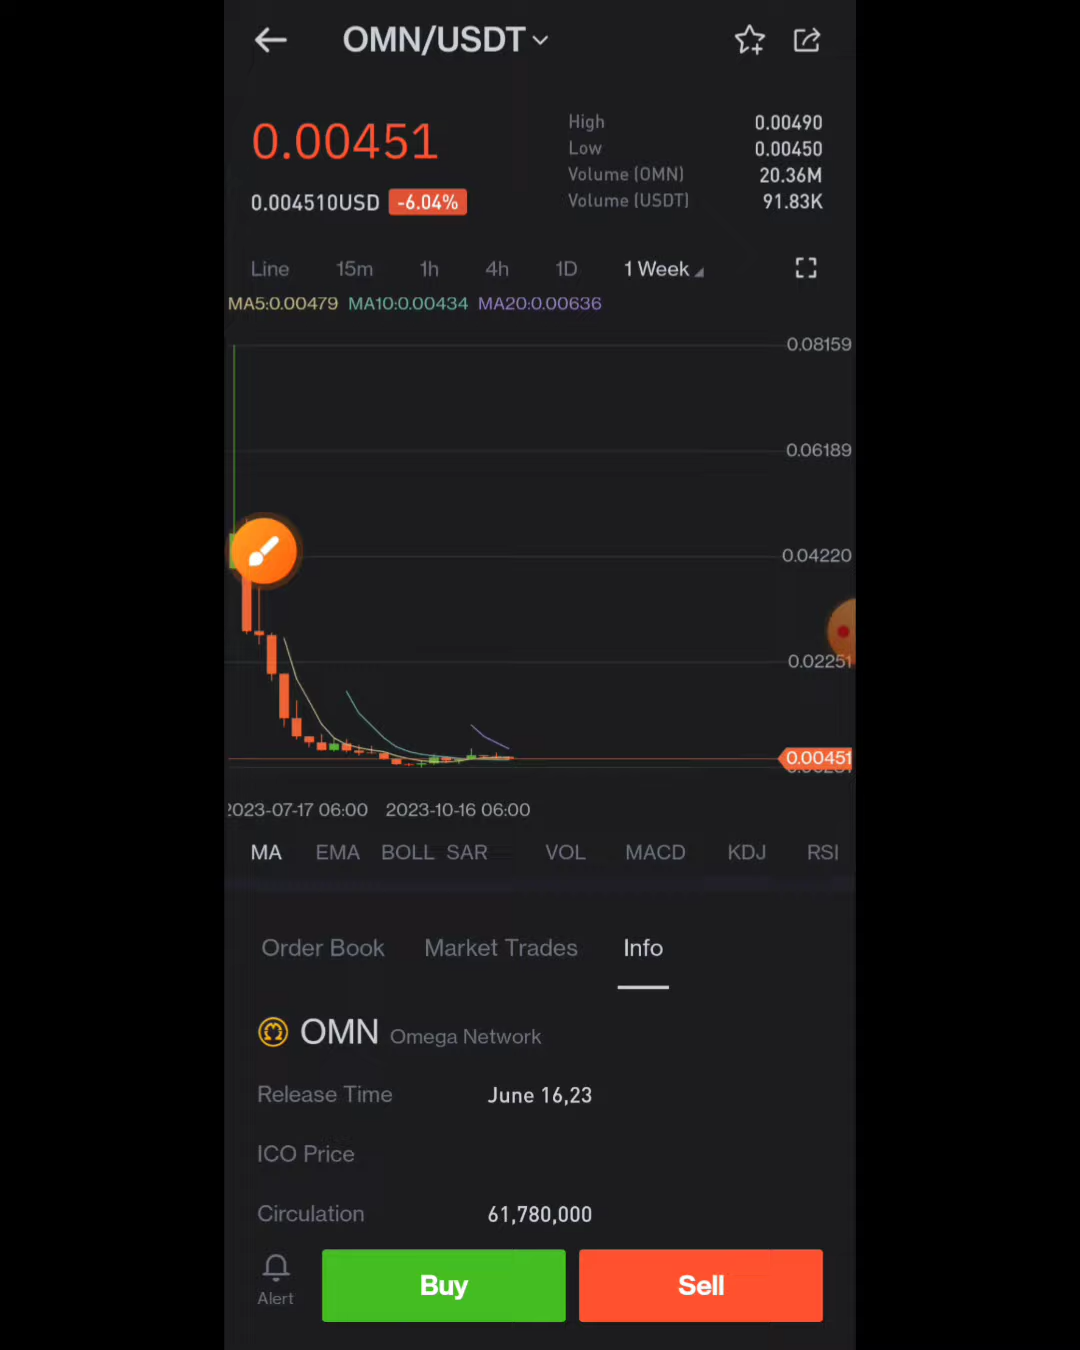 OMN/USDT
0.00451
High 0.00490
Low 0.00450
Volume (OMN) 20.36M
Volume (USDT) 91.83K
0.004510USD -6.04%
Line 15m 1h 4h 1D 1 Week
MA5:0.00479 MA10:0.00434 MA20:0.00636
0.08159
0.06189
0.04220
0.02251
0.00451
2023-07-17 06:00 2023-10-16 06:00
MA EMA BOLL SAR VOL MACD KDJ RSI
Order Book Market Trades Info
OMN Omega Network
Release Time June 16,23
ICO Price
Circulation 61,780,000
Alert Buy Sell